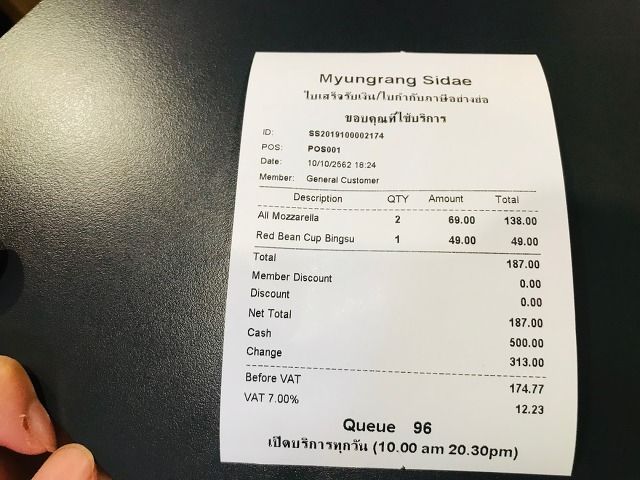 Myungrang Sidae
ใบเสร็จรับเงิน/ใบกำกับภาษีอย่างย่อ
ขอบคุณที่ใช้บริการ
ID: SS2019100002174
POS: POS001
Date: 10/10/2562 18:24
Member: General Customer
Description QTY Amount Total
All Mozzarella 2 69.00 138.00
Red Bean Cup Bingsu 1 49.00 49.00
Total 187.00
Member Discount 0.00
Discount 0.00
Net Total 187.00
Cash 500.00
Change 313.00
Before VAT 174.77
VAT 7.00% 12.23
Queue 96
เปิดบริการทุกวัน (10.00 am 20.30pm)